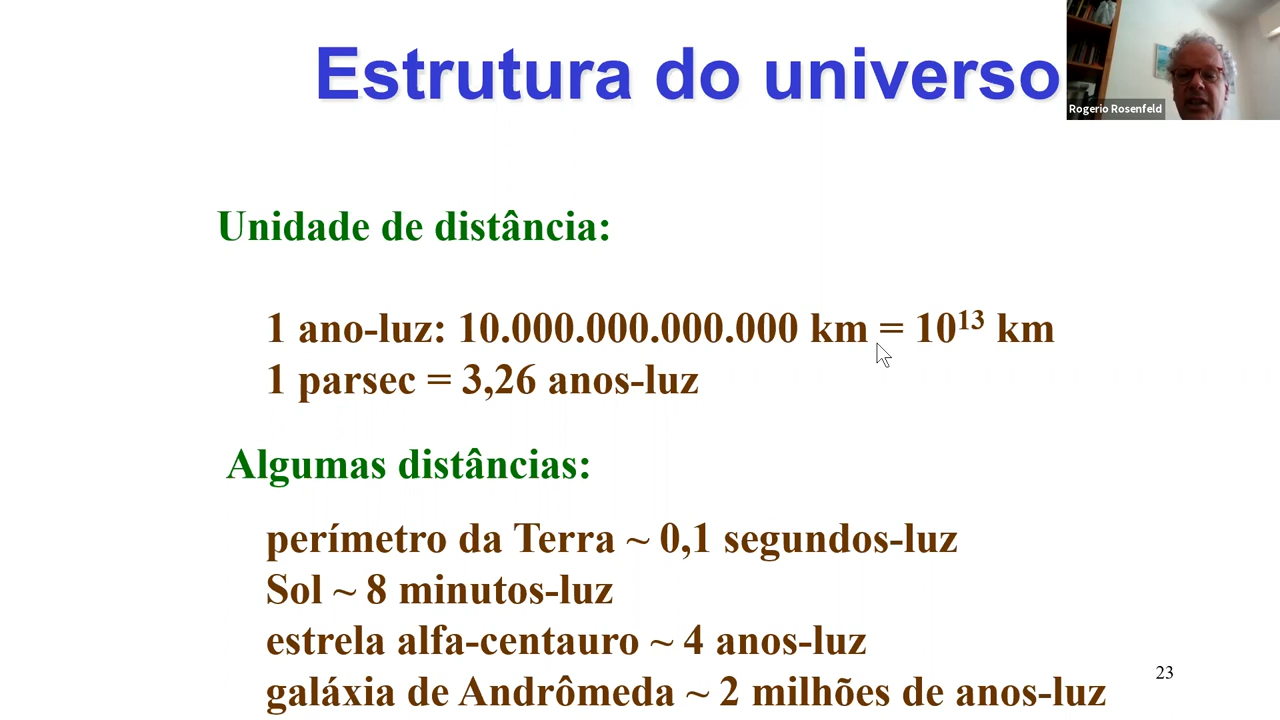 Estrutura do universo
Rogerio Rosenfeld
Unidade de distância:
1 ano-luz: 10.000.000.000.000 km = 10¹³ km
1 parsec = 3,26 anos-luz
Algumas distâncias:
perímetro da Terra ~ 0,1 segundos-luz
Sol ~ 8 minutos-luz
estrela alfa-centauro ~ 4 anos-luz
galáxia de Andrômeda ~ 2 milhões de anos-luz
23